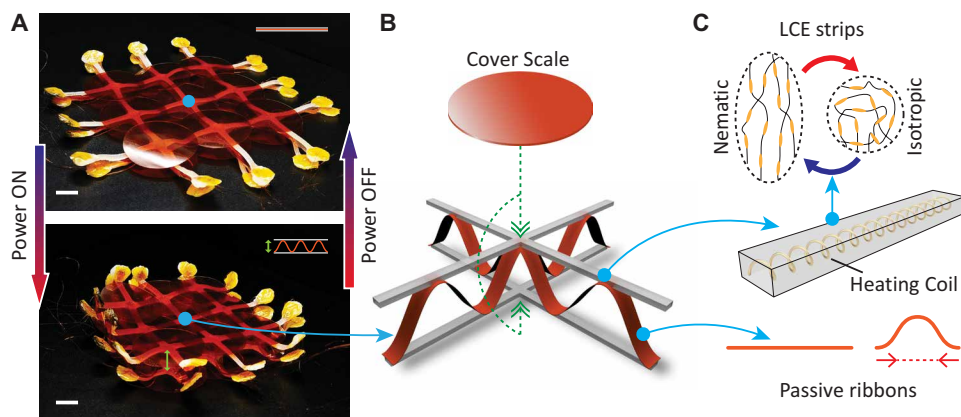 A
B
C
Power ON
Power OFF
Cover Scale
LCE strips
Nematic
Isotropic
Heating Coil
Passive ribbons